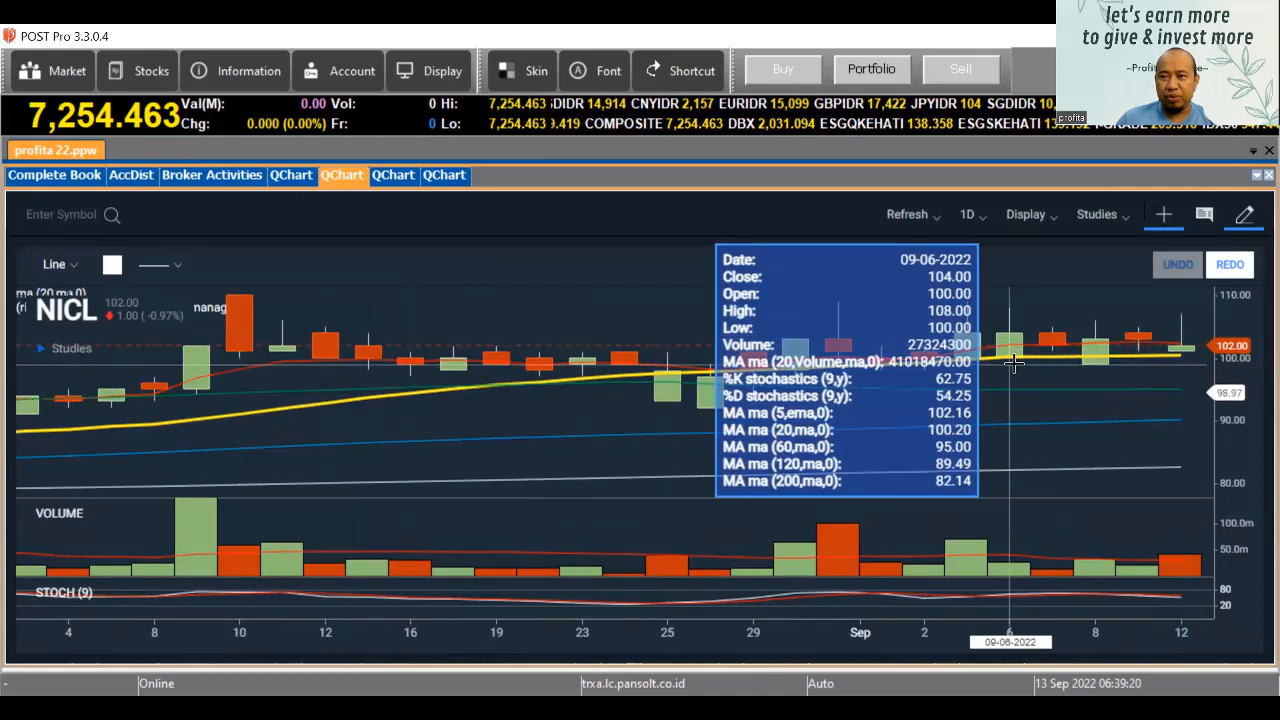 let's earn more
to give & invest more
~Profit
profita
POST Pro 3.3.0.4
Market Stocks Information Account Display Skin Font Shortcut Buy Portfolio Sell
7,254.463
Val(M): 0.00 Vol: 0 Hi: 7,254.463 IDR 14,914 CNYIDR 2,157 EURIDR 15,099 GBPIDR 17,422 JPYIDR 104 SGDIDR 10,
Chg: 0.000 (0.00%) Fr: 0 Lo: 7,254.463 9.419 COMPOSITE 7,254.463 DBX 2,031.094 ESGQKEHATI 138.358 ESGSKEHATI
profita 22.ppw
Complete Book AccDist Broker Activities QChart QChart QChart QChart
Enter Symbol Refresh 1D Display Studies
Line UNDO REDO
ma (20,ma,0)
(ri manag
NICL 102.00
1.00 ( -0.97%)
Studies
Date: 09-06-2022
Close: 104.00
Open: 100.00
High: 108.00
Low: 100.00
Volume: 27324300
MA ma (20,Volume,ma,0): 41018470.00
%K stochastics (9,y): 62.75
%D stochastics (9,y): 54.25
MA ma (5,ema,0): 102.16
MA ma (20,ma,0): 100.20
MA ma (60,ma,0): 95.00
MA ma (120,ma,0): 89.49
MA ma (200,ma,0): 82.14
110.00
102.00
100.00
98.97
90.00
80.00
VOLUME
100.0m
50.0m
STOCH (9)
80
20
4 8 10 12 16 19 23 25 29 Sep 2 6 8 12
09-06-2022
- Online trxa.lc.pansolt.co.id Auto 13 Sep 2022 06:39:20